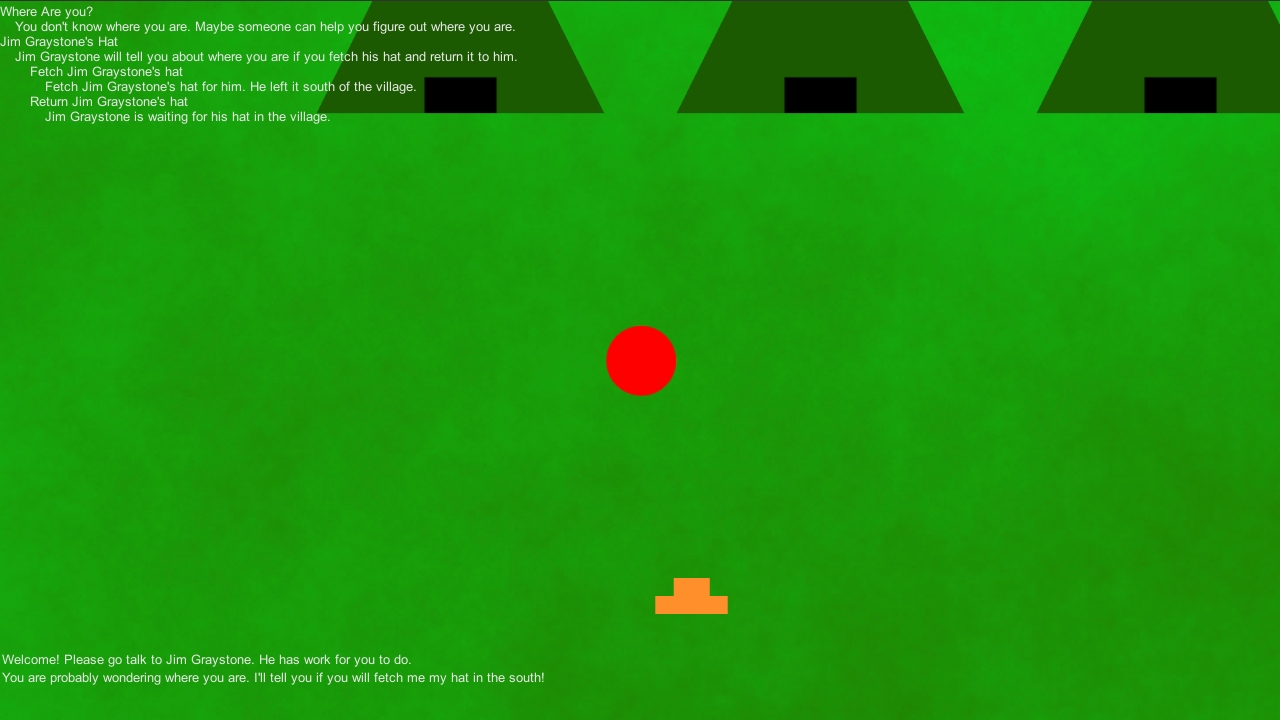 Where Are you?
You don't know where you are. Maybe someone can help you figure out where you are.
Jim Graystone's Hat
Jim Graystone will tell you about where you are if you fetch his hat and return it to him.
Fetch Jim Graystone's hat
Fetch Jim Graystone's hat for him. He left it south of the village.
Return Jim Graystone's hat
Jim Graystone is waiting for his hat in the village.
Welcome! Please go talk to Jim Graystone. He has work for you to do.
You are probably wondering where you are. I'll tell you if you will fetch me my hat in the south!